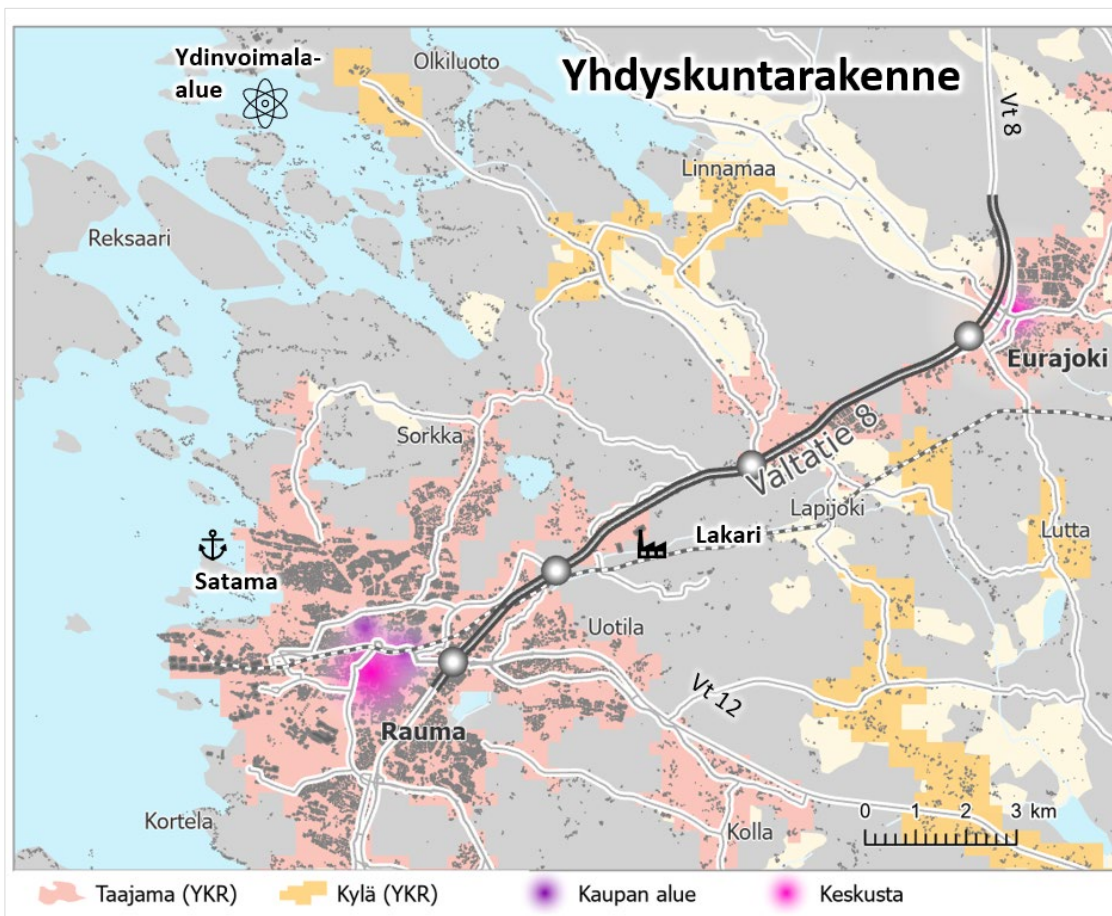 Yhdyskuntarakenne
Ydinvoimala-
alue
Olkiluoto
Vt 8
Linnamaa
Reksaari
Eurajoki
Sorkka
Valtatie 8
Lapijoki
Lutta
Lakari
Satama
Uotila
Vt 12
Rauma
Kortela
Kolla
0 1 2 3 km
Taajama (YKR) Kylä (YKR) Kaupan alue Keskusta